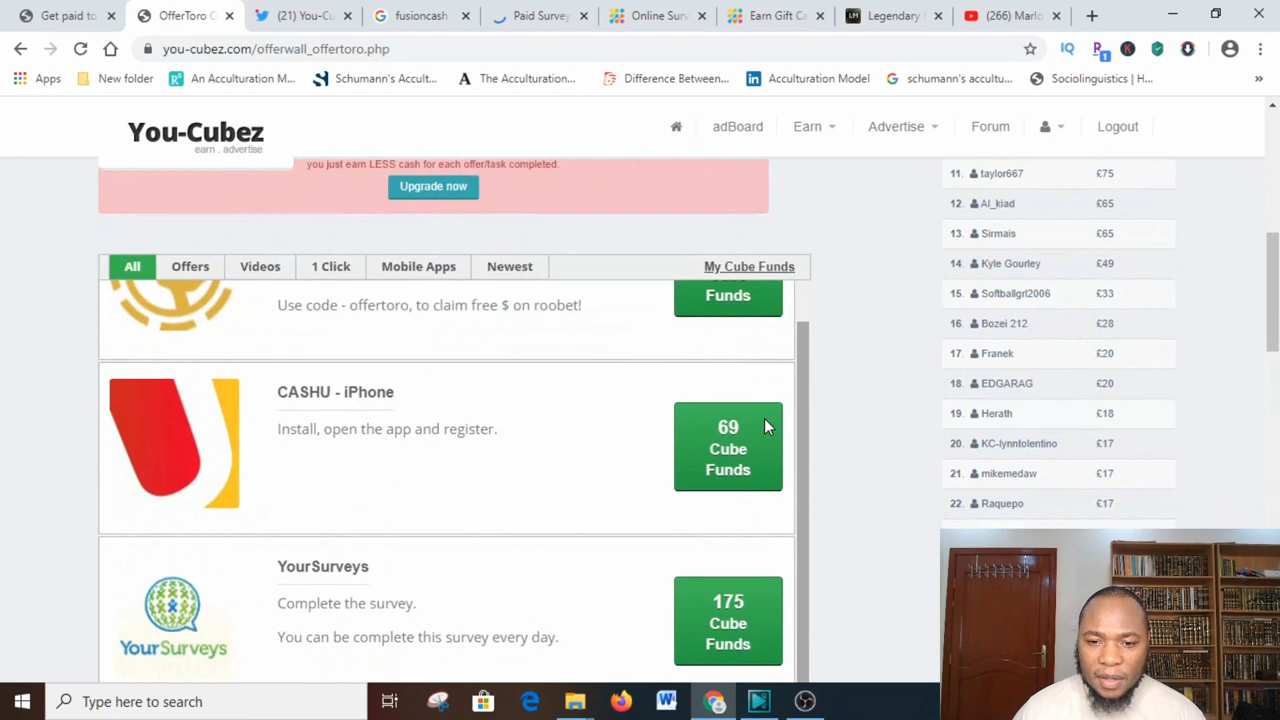 Get paid to
OfferToro O
(21) You-Cu
fusioncash -
Paid Survey
Online Surv
Earn Gift Ca
Legendary
(266) Marlo
you-cubez.com/offerwall_offertoro.php
IQ
Apps
New folder
An Acculturation M...
Schumann's Accult...
The Acculturation...
Difference Between...
Acculturation Model
schumann's accultu...
Sociolinguistics | H...
You-Cubez
earn . advertise
adBoard
Earn
Advertise
Forum
Logout
you just earn LESS cash for each offer/task completed.
Upgrade now
All
Offers
Videos
1 Click
Mobile Apps
Newest
My Cube Funds
Use code - offertoro, to claim free $ on roobet!
Funds
CASHU - iPhone
Install, open the app and register.
69
Cube
Funds
YourSurveys
Complete the survey.
You can be complete this survey every day.
YourSurveys
175
Cube
Funds
11. taylor667 £75
12. Al_kiad £65
13. Sirmais £65
14. Kyle Gourley £49
15. Softballgrl2006 £33
16. Bozei 212 £28
17. Franek £20
18. EDGARAG £20
19. Herath £18
20. KC-lynntolentino £17
21. mikemedaw £17
22. Raquepo £17
Type here to search